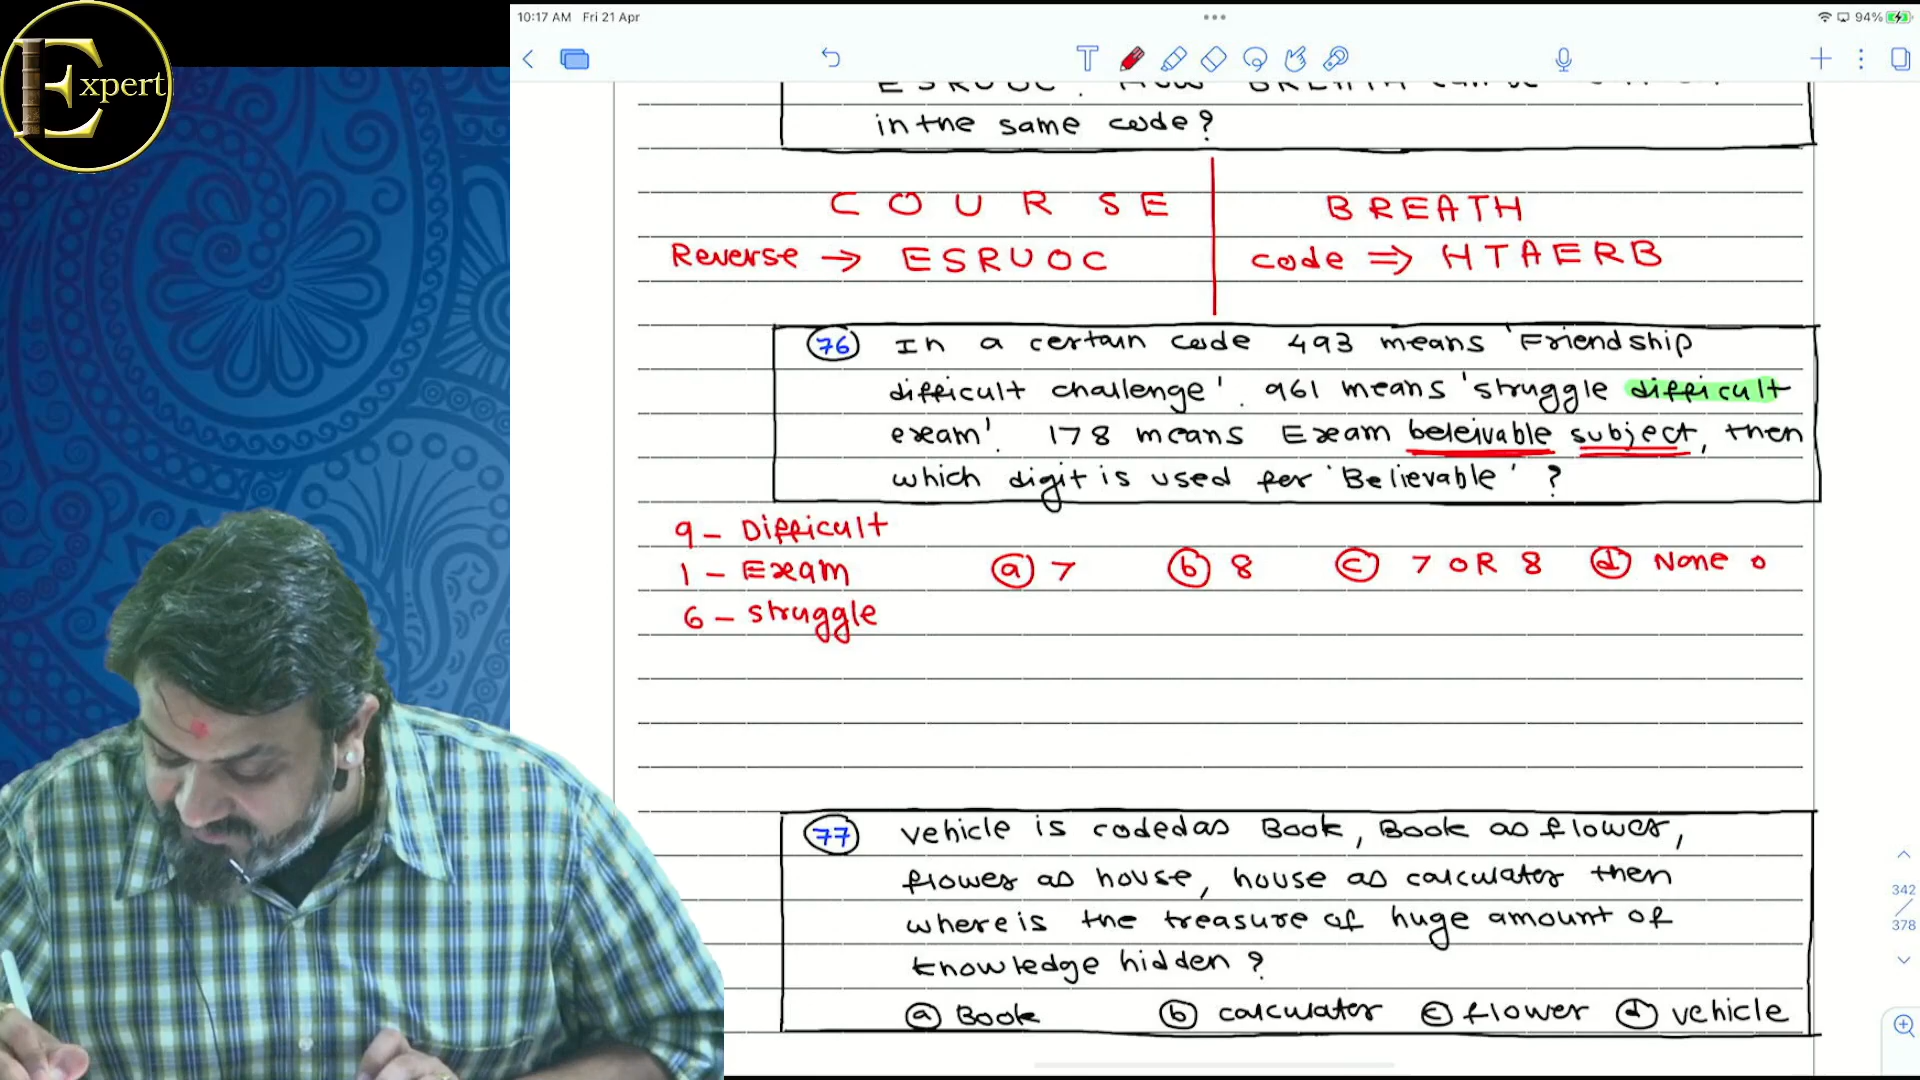 Expert
10:17 AM Fri 21 Apr
94%
in the same code?
COURSE
BREATH
Reverse → ESRUOC
code ⇒ HTAERB
76 In a certain code 493 means 'Friendship
difficult challenge'. 961 means 'struggle difficult
exam'. 178 means Exam beleivable subject, then
which digit is used for 'Believable' ?
9 - Difficult
1 - Exam
6 - struggle
a 7 b 8 c 7 OR 8 d None o
77 vehicle is coded as Book, Book as flower,
flower as house, house as calculator then
where is the treasure of huge amount of
knowledge hidden ?
a Book b calculator c flower d vehicle
342
378